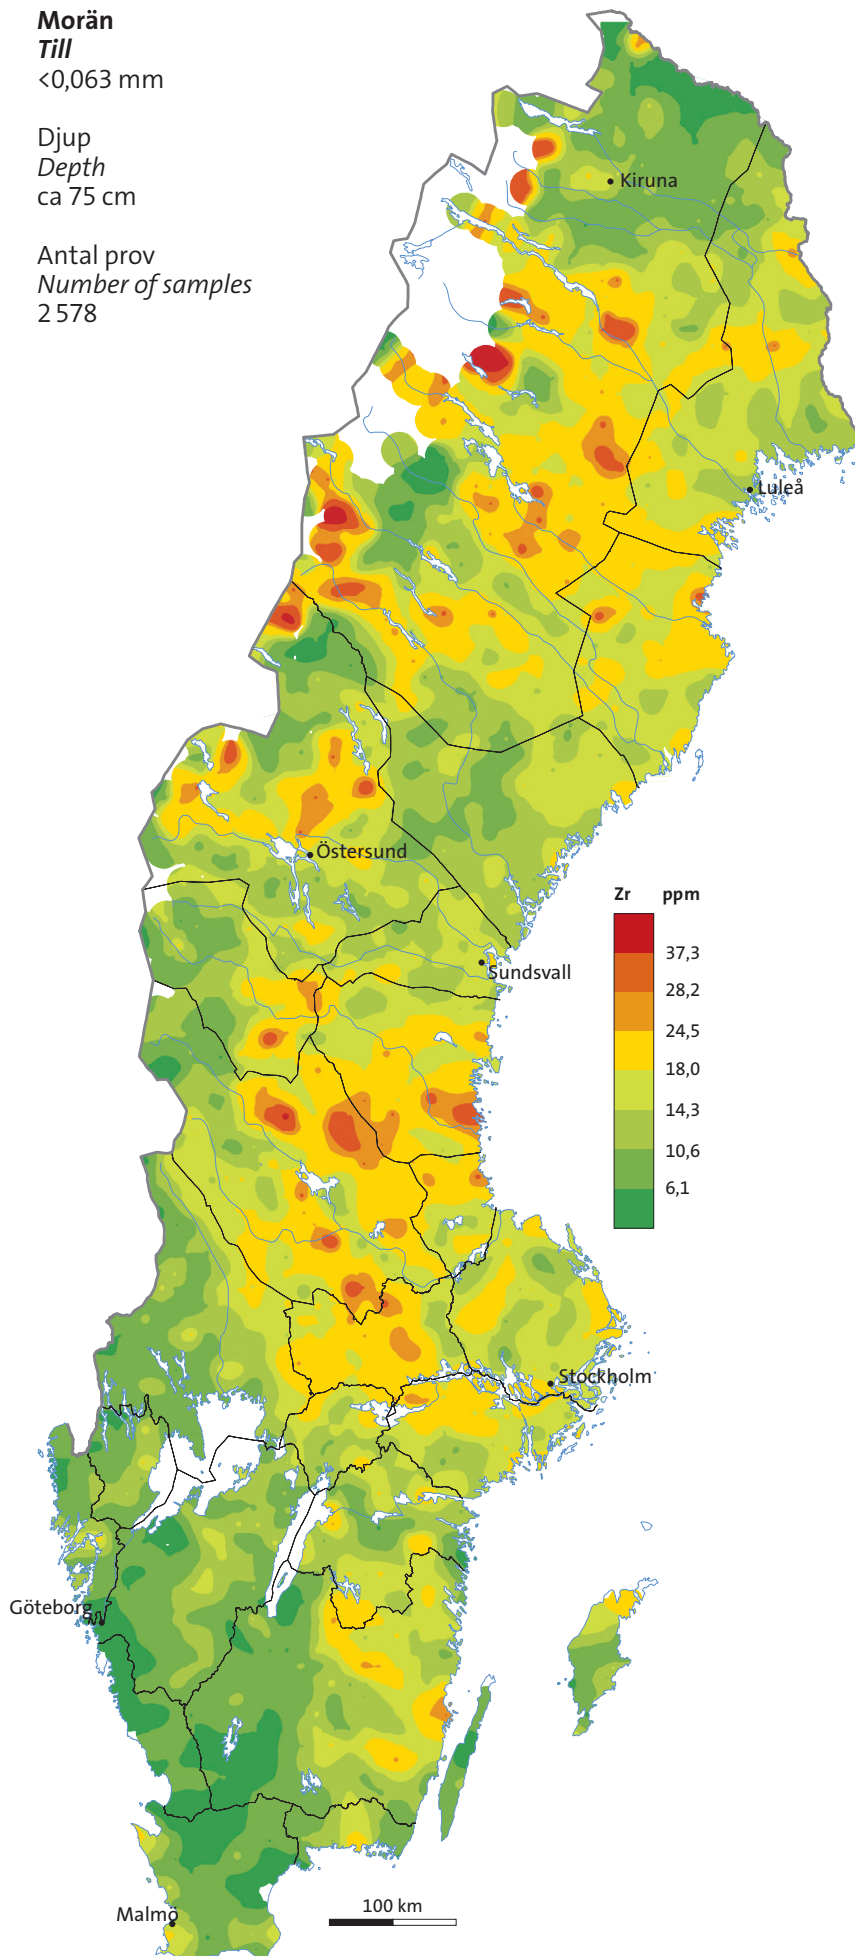 Morän
Till
<0,063 mm
Djup
Depth
ca 75 cm
Antal prov
Number of samples
2 578
Kiruna
Luleå
Östersund
Sundsvall
Zr ppm
37,3
28,2
24,5
18,0
14,3
10,6
6,1
Stockholm
Göteborg
Malmö
100 km